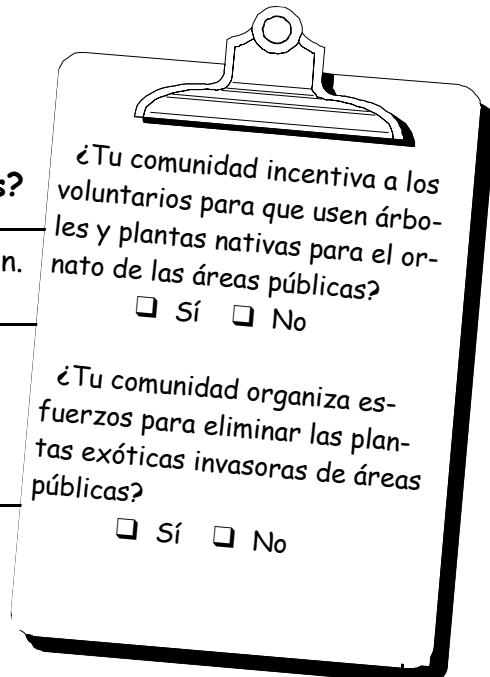 ¿Tu comunidad incentiva a los
voluntarios para que usen árbo-
les y plantas nativas para el or-
nato de las áreas públicas?
❑ Sí ❑ No
¿Tu comunidad organiza es-
fuerzos para eliminar las plan-
tas exóticas invasoras de áreas
públicas?
❑ Sí ❑ No
s?
n.